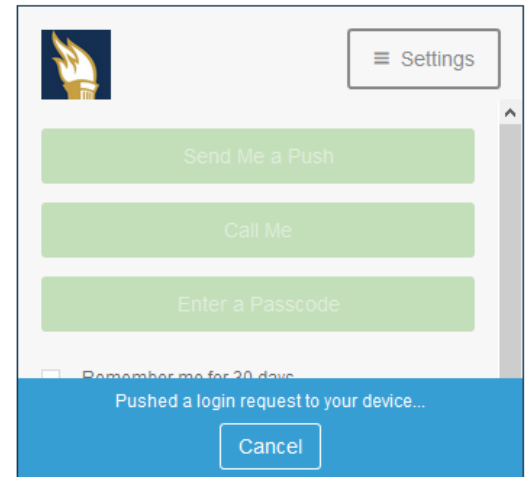 ≡ Settings
Send Me a Push
Call Me
Enter a Passcode
Remember me for 30 days
Pushed a login request to your device...
Cancel